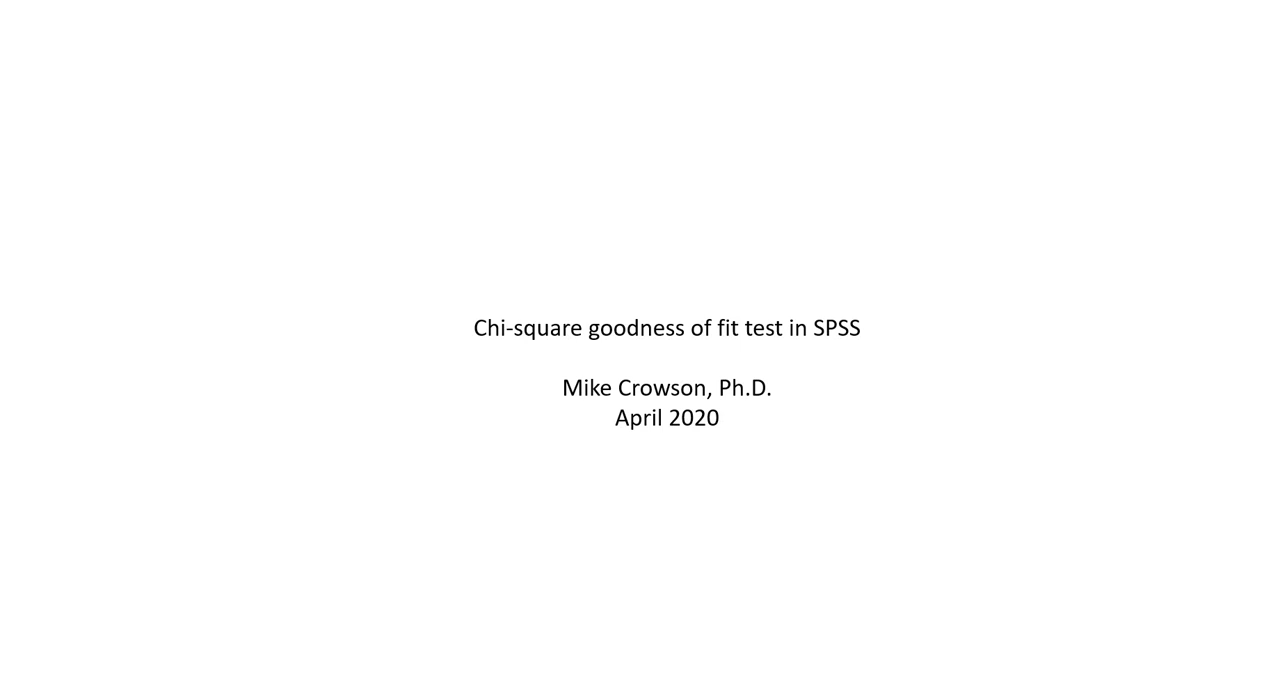 Chi-square goodness of fit test in SPSS
Mike Crowson, Ph.D.
April 2020